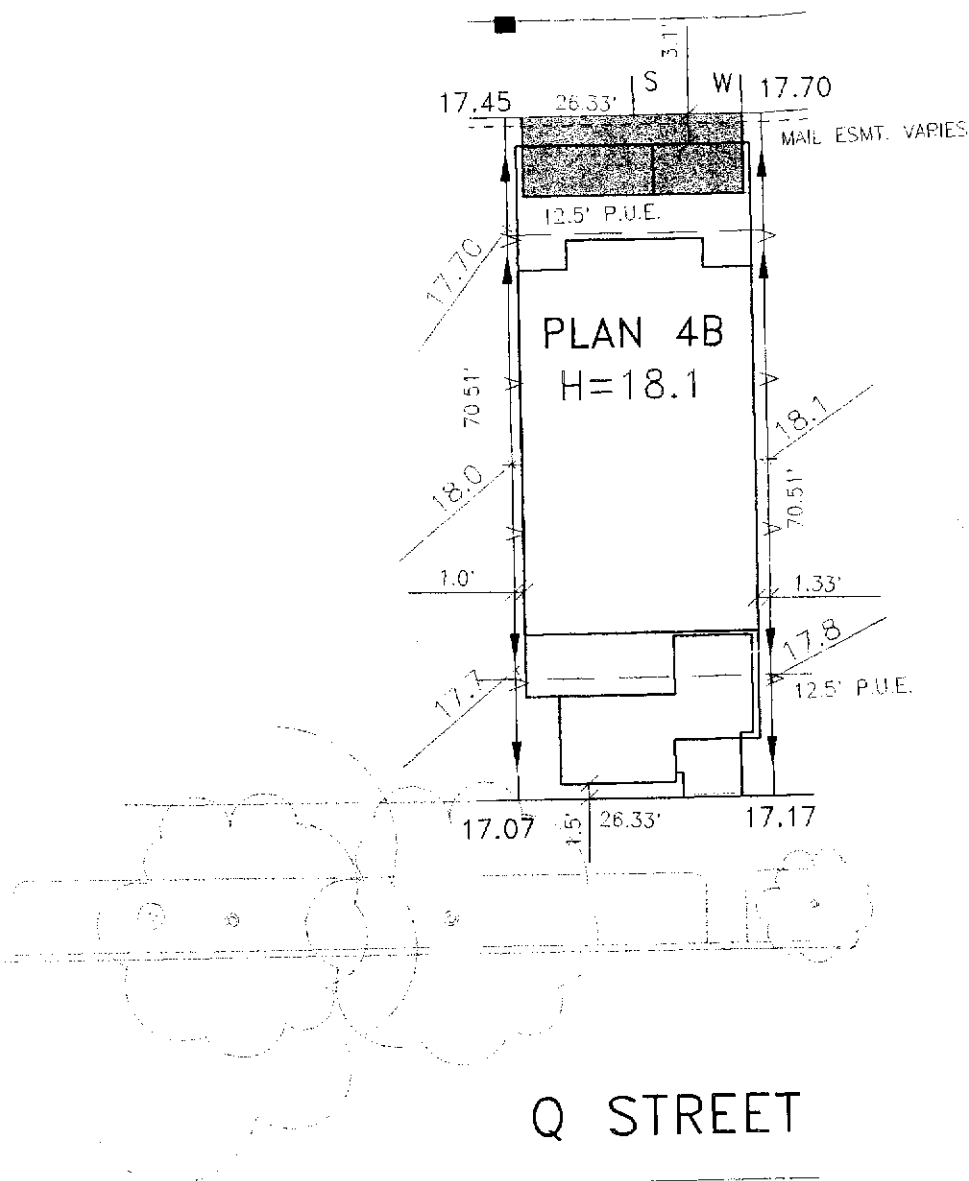 3.1'
S W
17.45 26.33' 17.70
MAIL ESMT. VARIES
12.5' P.U.E.
17.70
PLAN 4B
H=18.1
70.51'
18.1
18.0
70.51'
1.0' 1.33'
17.8
17.7
12.5' P.U.E.
17.07 1.5' 26.33' 17.17
Q STREET